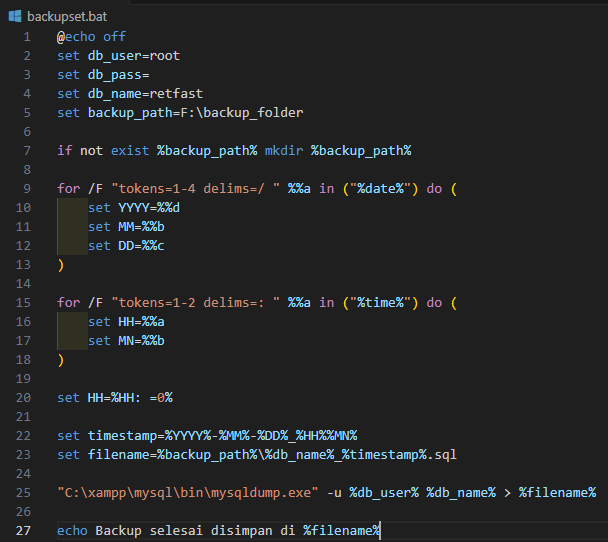 backupset.bat
1 @echo off
2 set db_user=root
3 set db_pass=
4 set db_name=retfast
5 set backup_path=F:\backup_folder
6
7 if not exist %backup_path% mkdir %backup_path%
8
9 for /F "tokens=1-4 delims=/ " %%a in ("%date%") do (
10     set YYYY=%%d
11     set MM=%%b
12     set DD=%%c
13 )
14
15 for /F "tokens=1-2 delims=: " %%a in ("%time%") do (
16     set HH=%%a
17     set MN=%%b
18 )
19
20 set HH=%HH: =0%
21
22 set timestamp=%YYYY%-%MM%-%DD%_%HH%%MN%
23 set filename=%backup_path%\%db_name%_%timestamp%.sql
24
25 "C:\xampp\mysql\bin\mysqldump.exe" -u %db_user% %db_name% > %filename%
26
27 echo Backup selesai disimpan di %filename%